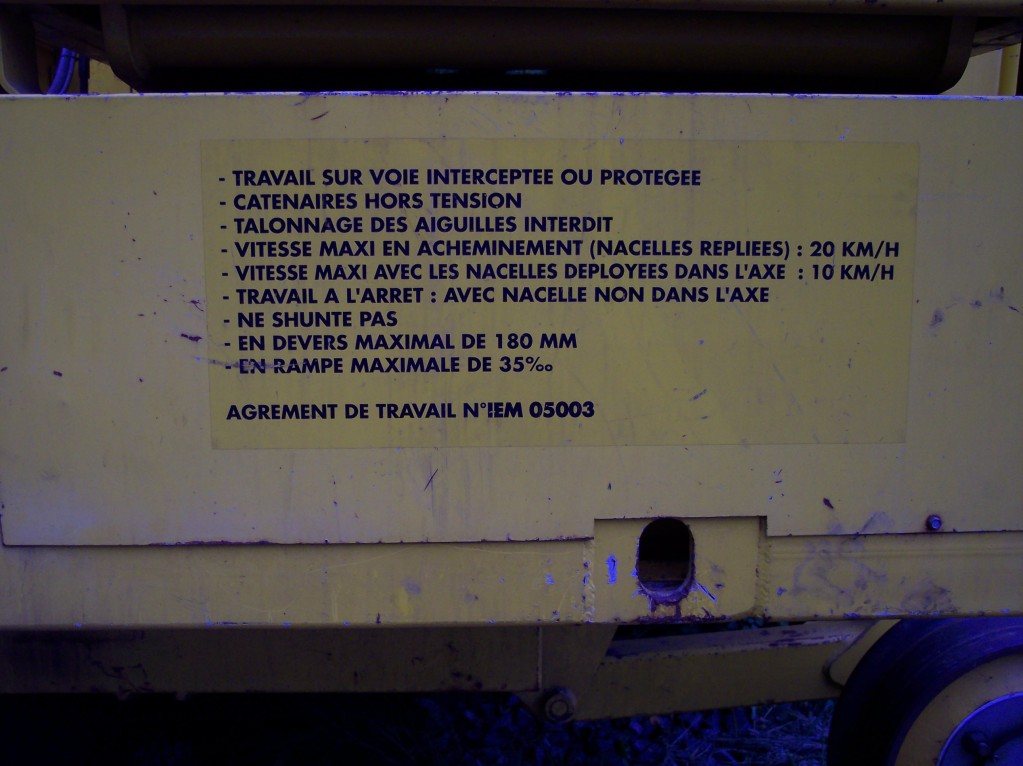 - TRAVAIL SUR VOIE INTERCEPTEE OU PROTEGEE
- CATENAIRES HORS TENSION
- TALONNAGE DES AIGUILLES INTERDIT
- VITESSE MAXI EN ACHEMINEMENT (NACELLES REPLIEES) : 20 KM/H
- VITESSE MAXI AVEC LES NACELLES DEPLOYEES DANS L'AXE : 10 KM/H
- TRAVAIL A L'ARRET : AVEC NACELLE NON DANS L'AXE
- NE SHUNTE PAS
- EN DEVERS MAXIMAL DE 180 MM
- EN RAMPE MAXIMALE DE 35‰
AGREMENT DE TRAVAIL N°IEM 05003